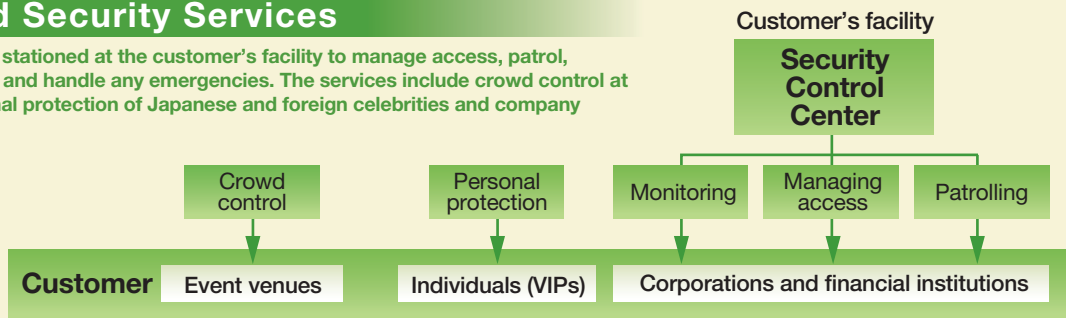 Security Services
Customer's facility
stationed at the customer's facility to manage access, patrol,
and handle any emergencies. The services include crowd control at
protection of Japanese and foreign celebrities and company
Security
Control
Center
Crowd
control
Personal
protection
Monitoring
Managing
access
Patrolling
Customer
Event venues
Individuals (VIPs)
Corporations and financial institutions